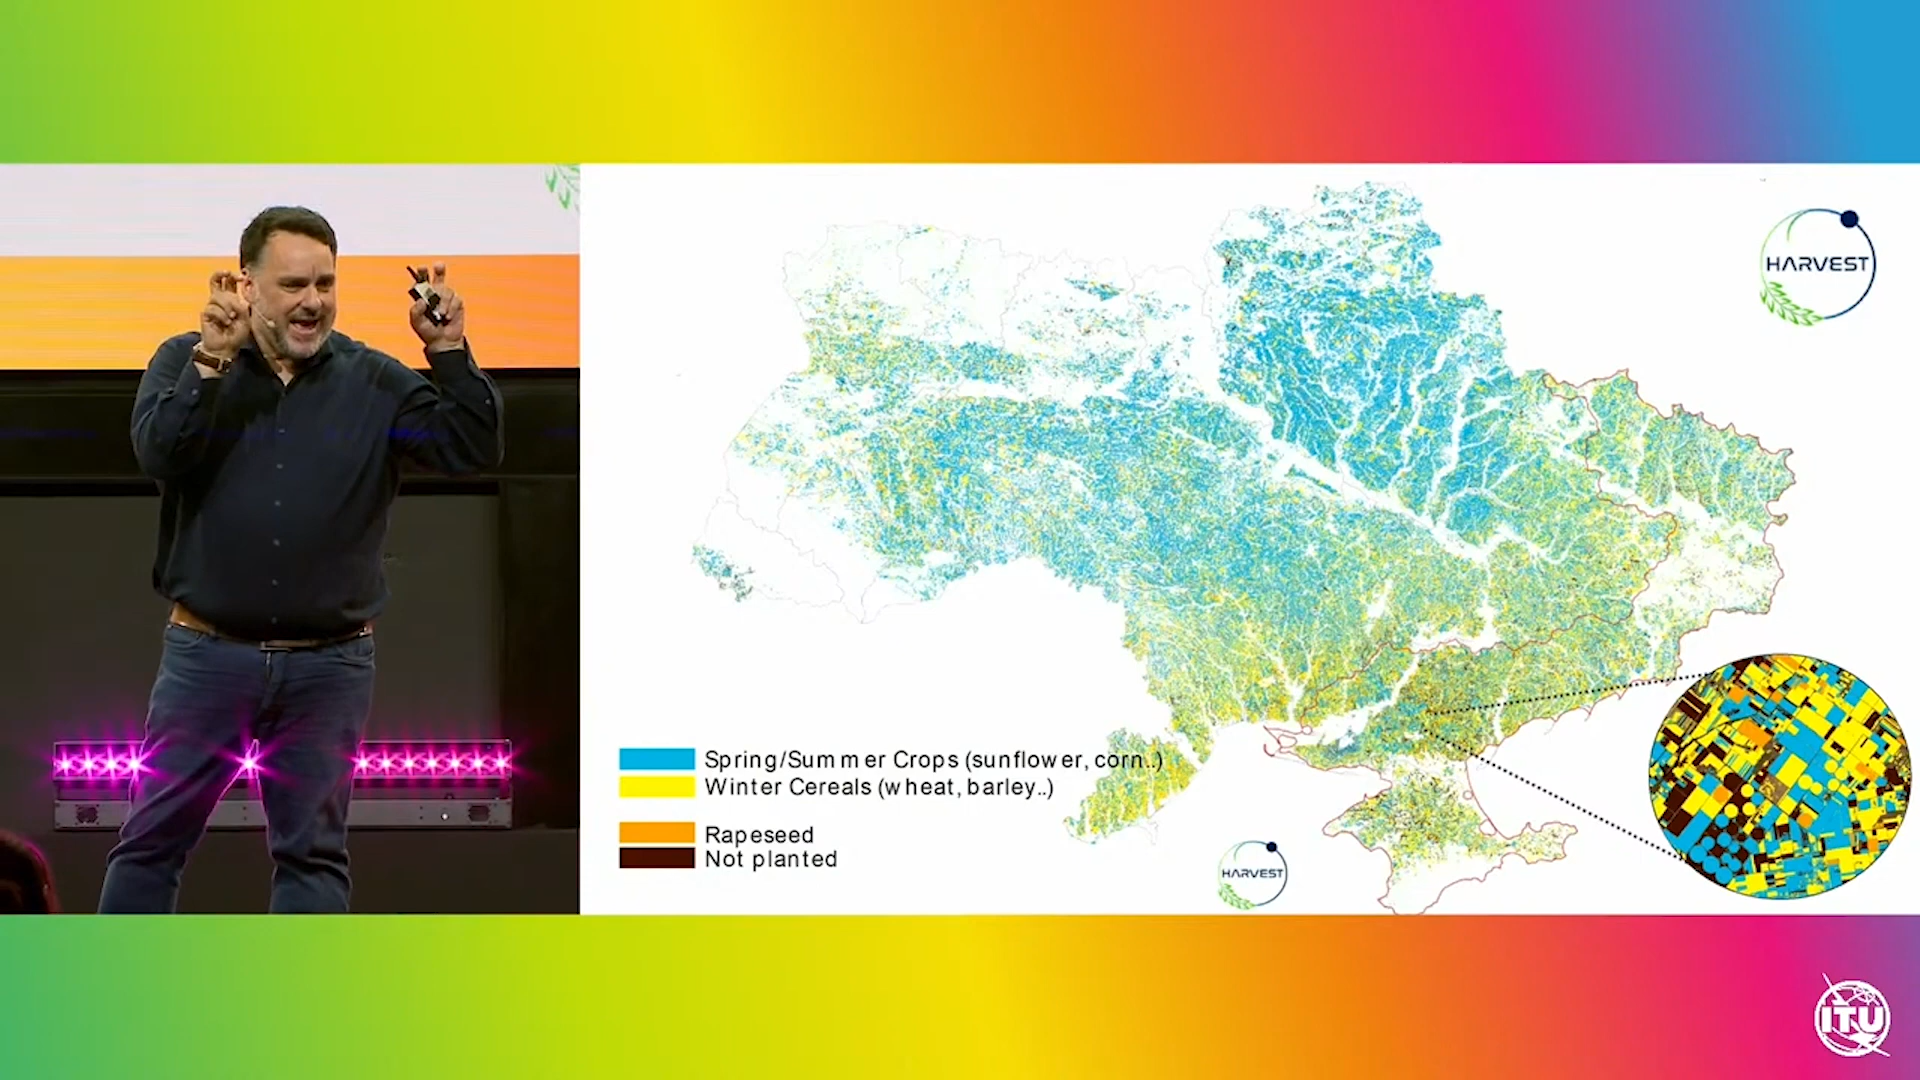 HARVEST
Spring/Summer Crops (sunflower, corn..)
Winter Cereals (wheat, barley..)
Rapeseed
Not planted
HARVEST
ITU